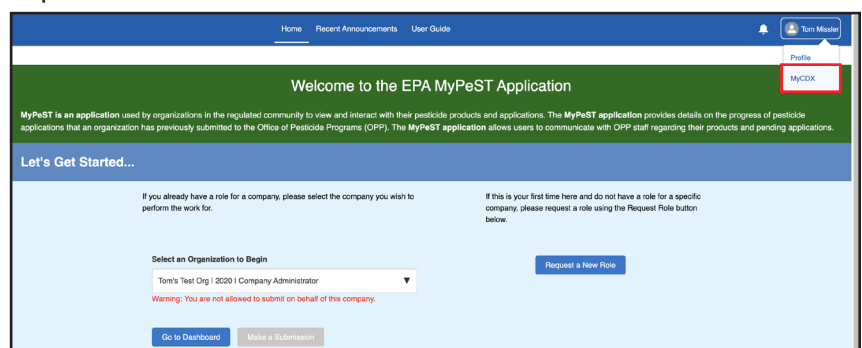 Home Recent Announcements User Guide
Tom Missler
Profile
MyCDX
Welcome to the EPA MyPeST Application
MyPeST is an application used by organizations in the regulated community to view and interact with their pesticide products and applications. The MyPeST application provides details on the progress of pesticide
applications that an organization has previously submitted to the Office of Pesticide Programs (OPP). The MyPeST application allows users to communicate with OPP staff regarding their products and pending applications.
Let's Get Started...
If you already have a role for a company, please select the company you wish to
perform the work for.
If this is your first time here and do not have a role for a specific
company, please request a role using the Request Role button
below.
Select an Organization to Begin
Tom's Test Org | 2020 | Company Administrator
Warning: You are not allowed to submit on behalf of this company.
Request a New Role
Go to Dashboard
Make a Submission